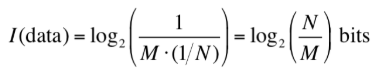 I(data) = log₂(1 / (M · (1/N))) = log₂(N / M) bits